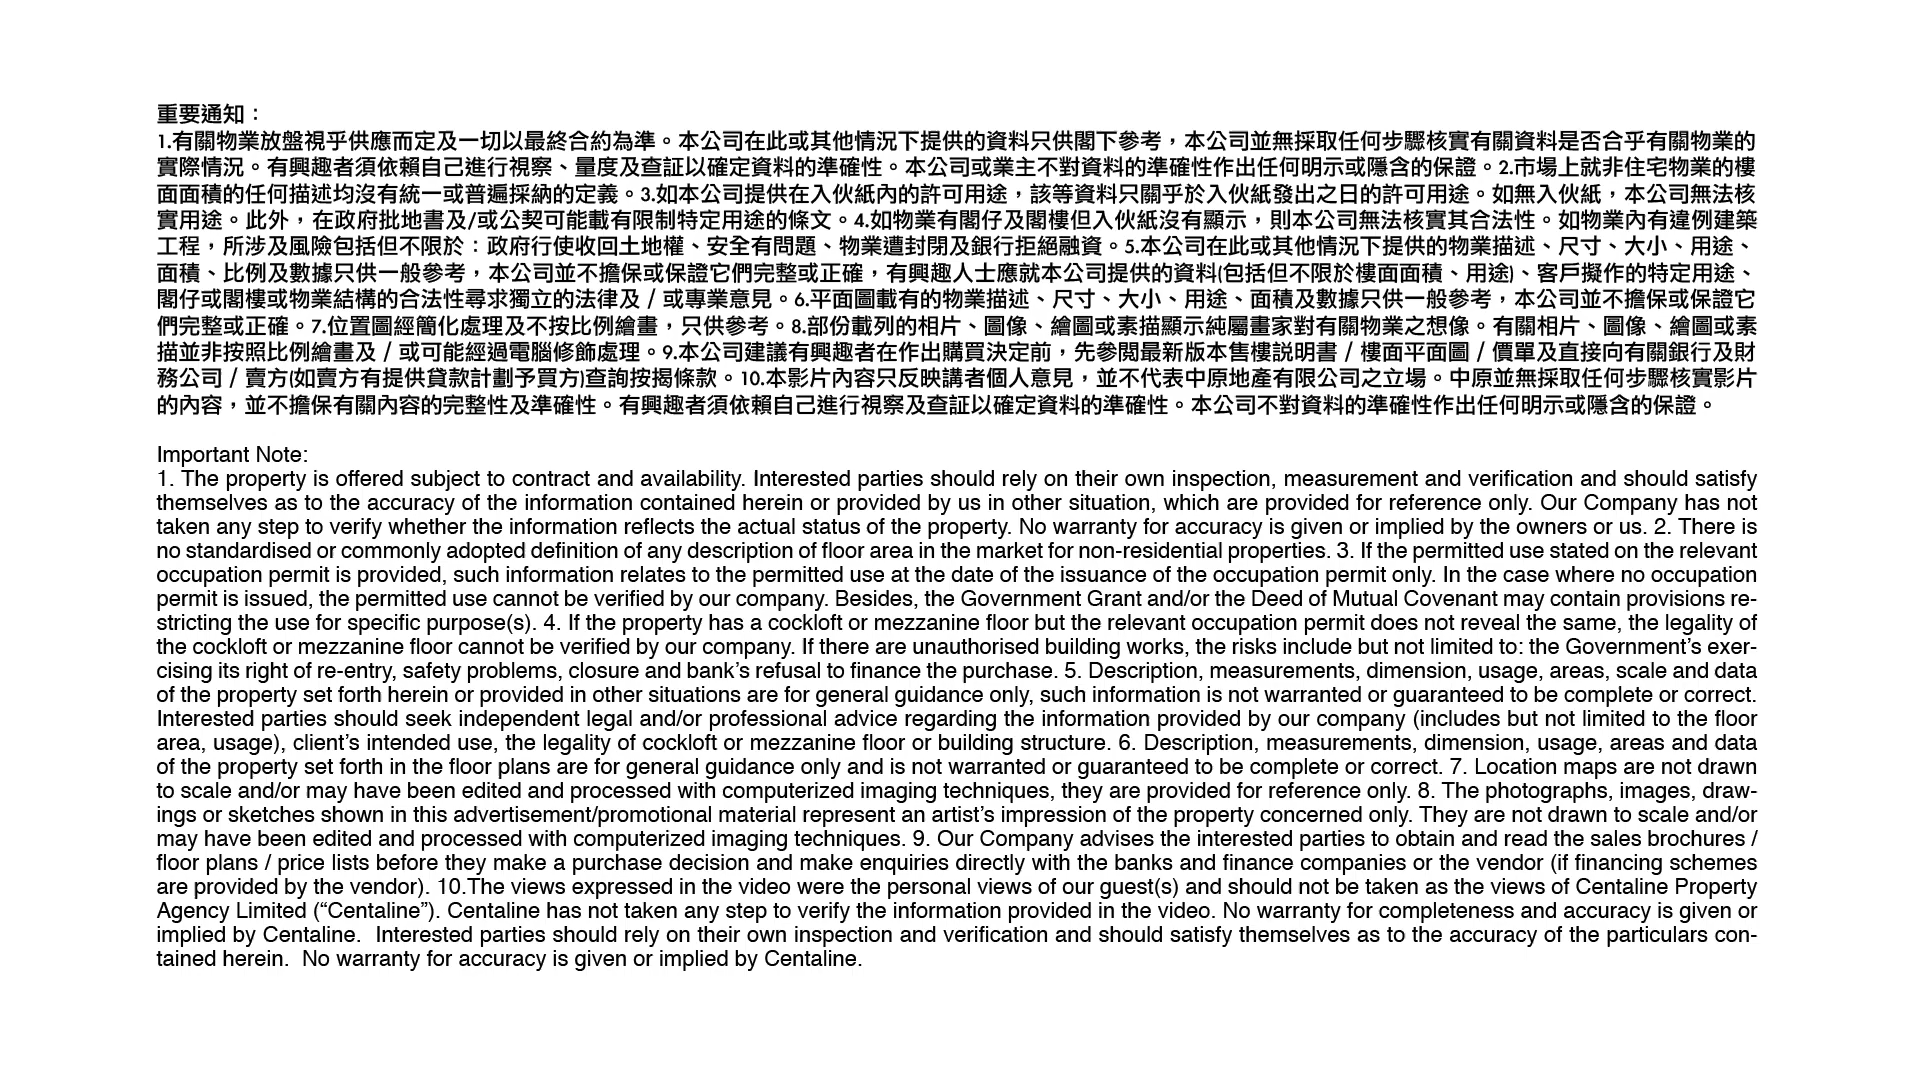 重要通知：
1.有關物業放盤視乎供應而定及一切以最終合約為準。本公司在此或其他情況下提供的資料只供閣下參考，本公司並無採取任何步驟核實有關資料是否合乎有關物業的
實際情況。有興趣者須依賴自己進行視察、量度及查証以確定資料的準確性。本公司或業主不對資料的準確性作出任何明示或隱含的保證。2.市場上就非住宅物業的樓
面面積的任何描述均沒有統一或普遍採納的定義。3.如本公司提供在入伙紙內的許可用途，該等資料只關乎於入伙紙發出之日的許可用途。如無入伙紙，本公司無法核
實用途。此外，在政府批地書及/或公契可能載有限制特定用途的條文。4.如物業有閣仔及閣樓但入伙紙沒有顯示，則本公司無法核實其合法性。如物業內有違例建築
工程，所涉及風險包括但不限於：政府行使收回土地權、安全有問題、物業遭封閉及銀行拒絕融資。5.本公司在此或其他情況下提供的物業描述、尺寸、大小、用途、
面積、比例及數據只供一般參考，本公司並不擔保或保證它們完整或正確，有興趣人士應就本公司提供的資料(包括但不限於樓面面積、用途)、客戶擬作的特定用途、
閣仔或閣樓或物業結構的合法性尋求獨立的法律及 / 或專業意見。6.平面圖載有的物業描述、尺寸、大小、用途、面積及數據只供一般參考，本公司並不擔保或保證它
們完整或正確。7.位置圖經簡化處理及不按比例繪畫，只供參考。8.部份載列的相片、圖像、繪圖或素描顯示純屬畫家對有關物業之想像。有關相片、圖像、繪圖或素
描並非按照比例繪畫及 / 或可能經過電腦修飾處理。9.本公司建議有興趣者在作出購買決定前，先參閱最新版本售樓說明書 / 樓面平面圖 / 價單及直接向有關銀行及財
務公司 / 賣方(如賣方有提供貸款計劃予買方)查詢按揭條款。10.本影片內容只反映講者個人意見，並不代表中原地產有限公司之立場。中原並無採取任何步驟核實影片
的內容，並不擔保有關內容的完整性及準確性。有興趣者須依賴自己進行視察及查証以確定資料的準確性。本公司不對資料的準確性作出任何明示或隱含的保證。
Important Note:
1. The property is offered subject to contract and availability. Interested parties should rely on their own inspection, measurement and verification and should satisfy
themselves as to the accuracy of the information contained herein or provided by us in other situation, which are provided for reference only. Our Company has not
taken any step to verify whether the information reflects the actual status of the property. No warranty for accuracy is given or implied by the owners or us. 2. There is
no standardised or commonly adopted definition of any description of floor area in the market for non-residential properties. 3. If the permitted use stated on the relevant
occupation permit is provided, such information relates to the permitted use at the date of the issuance of the occupation permit only. In the case where no occupation
permit is issued, the permitted use cannot be verified by our company. Besides, the Government Grant and/or the Deed of Mutual Covenant may contain provisions re-
stricting the use for specific purpose(s). 4. If the property has a cockloft or mezzanine floor but the relevant occupation permit does not reveal the same, the legality of
the cockloft or mezzanine floor cannot be verified by our company. If there are unauthorised building works, the risks include but not limited to: the Government’s exer-
cising its right of re-entry, safety problems, closure and bank’s refusal to finance the purchase. 5. Description, measurements, dimension, usage, areas, scale and data
of the property set forth herein or provided in other situations are for general guidance only, such information is not warranted or guaranteed to be complete or correct.
Interested parties should seek independent legal and/or professional advice regarding the information provided by our company (includes but not limited to the floor
area, usage), client’s intended use, the legality of cockloft or mezzanine floor or building structure. 6. Description, measurements, dimension, usage, areas and data
of the property set forth in the floor plans are for general guidance only and is not warranted or guaranteed to be complete or correct. 7. Location maps are not drawn
to scale and/or may have been edited and processed with computerized imaging techniques, they are provided for reference only. 8. The photographs, images, draw-
ings or sketches shown in this advertisement/promotional material represent an artist’s impression of the property concerned only. They are not drawn to scale and/or
may have been edited and processed with computerized imaging techniques. 9. Our Company advises the interested parties to obtain and read the sales brochures /
floor plans / price lists before they make a purchase decision and make enquiries directly with the banks and finance companies or the vendor (if financing schemes
are provided by the vendor). 10.The views expressed in the video were the personal views of our guest(s) and should not be taken as the views of Centaline Property
Agency Limited (“Centaline”). Centaline has not taken any step to verify the information provided in the video. No warranty for completeness and accuracy is given or
implied by Centaline.  Interested parties should rely on their own inspection and verification and should satisfy themselves as to the accuracy of the particulars con-
tained herein.  No warranty for accuracy is given or implied by Centaline.